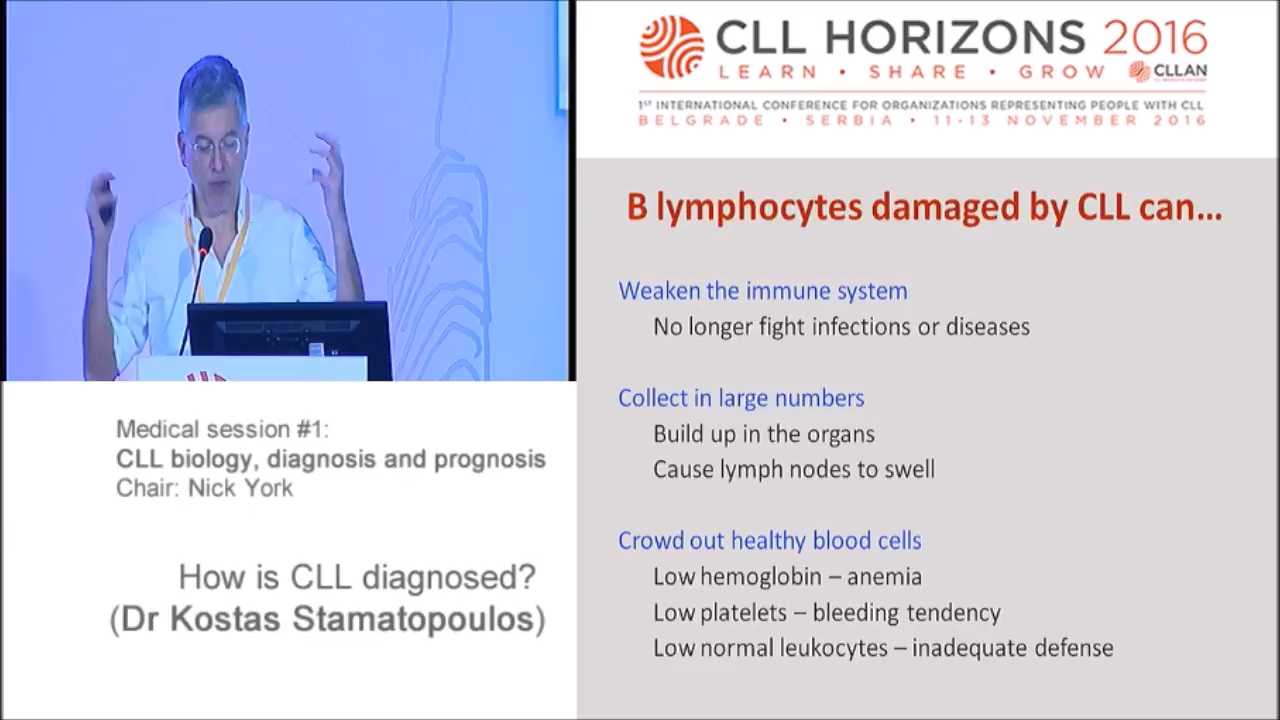 CLL HORIZONS 2016
LEARN • SHARE • GROW
CLLAN
1ST INTERNATIONAL CONFERENCE FOR ORGANIZATIONS REPRESENTING PEOPLE WITH CLL
BELGRADE • SERBIA • 11-13 NOVEMBER 2016
B lymphocytes damaged by CLL can...
Weaken the immune system
No longer fight infections or diseases
Collect in large numbers
Build up in the organs
Cause lymph nodes to swell
Crowd out healthy blood cells
Low hemoglobin – anemia
Low platelets – bleeding tendency
Low normal leukocytes – inadequate defense
Medical session #1:
CLL biology, diagnosis and prognosis
Chair: Nick York
How is CLL diagnosed?
(Dr Kostas Stamatopoulos)